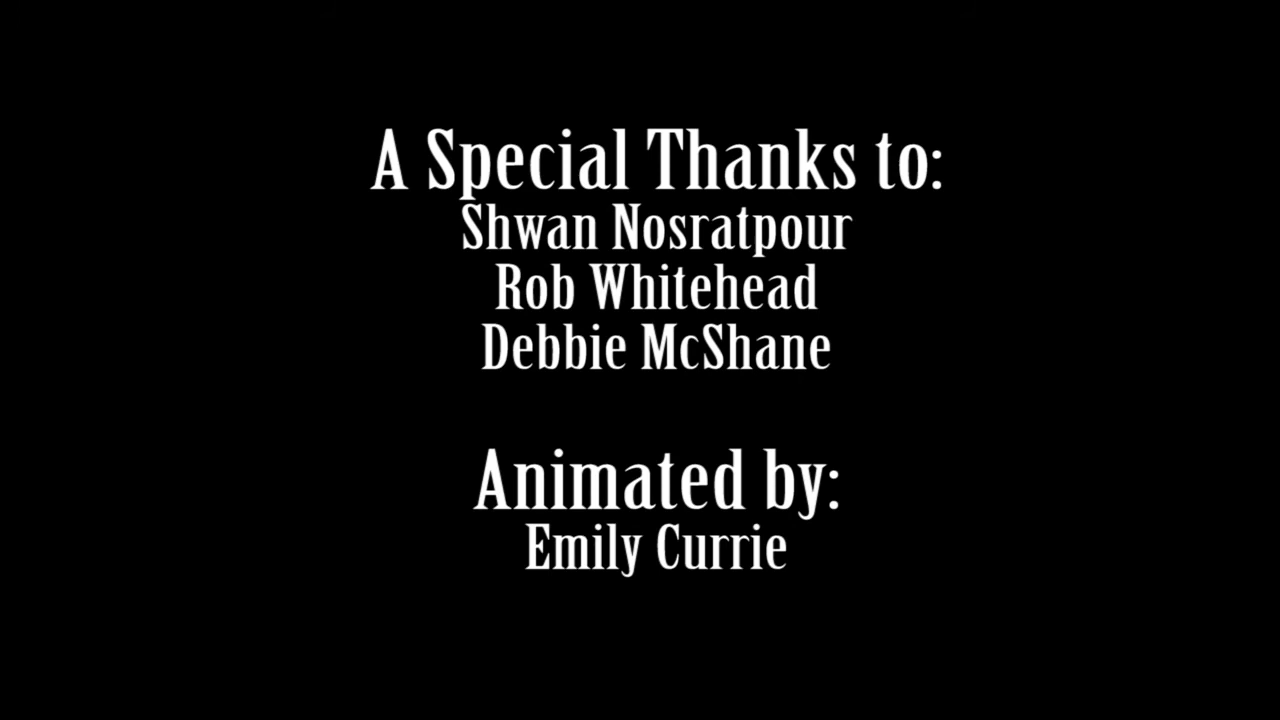 A Special Thanks to:
Shwan Nosratpour
Rob Whitehead
Debbie McShane
Animated by:
Emily Currie